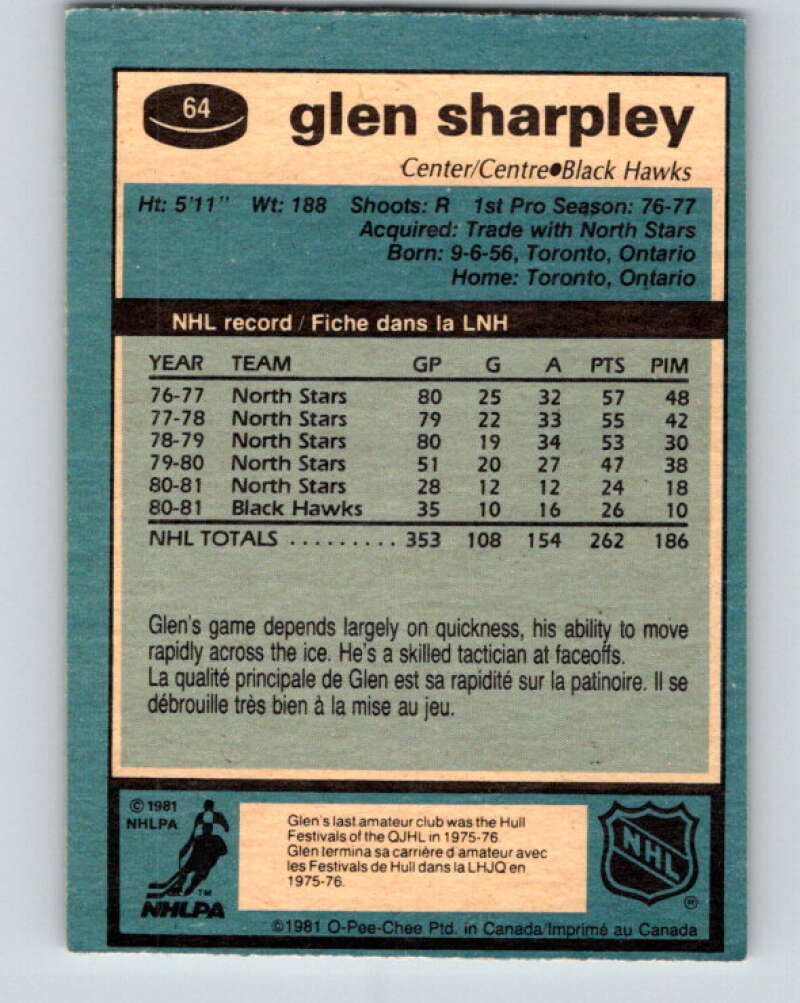 64
glen sharpley
Center/Centre●Black Hawks
Ht: 5'11" Wt: 188 Shoots: R 1st Pro Season: 76-77
Acquired: Trade with North Stars
Born: 9-6-56, Toronto, Ontario
Home: Toronto, Ontario
NHL record / Fiche dans la LNH
YEAR TEAM GP G A PTS PIM
76-77 North Stars 80 25 32 57 48
77-78 North Stars 79 22 33 55 42
78-79 North Stars 80 19 34 53 30
79-80 North Stars 51 20 27 47 38
80-81 North Stars 28 12 12 24 18
80-81 Black Hawks 35 10 16 26 10
NHL TOTALS ......... 353 108 154 262 186
Glen's game depends largely on quickness, his ability to move
rapidly across the ice. He's a skilled tactician at faceoffs.
La qualité principale de Glen est sa rapidité sur la patinoire. Il se
débrouille très bien à la mise au jeu.
© 1981
NHLPA
TM
NHLPA
Glen's last amateur club was the Hull
Festivals of the QJHL in 1975-76.
Glen termina sa carrière d'amateur avec
les Festivals de Hull dans la LHJQ en
1975-76.
NHL
®
©1981 O-Pee-Chee Ptd. in Canada/Imprimé au Canada